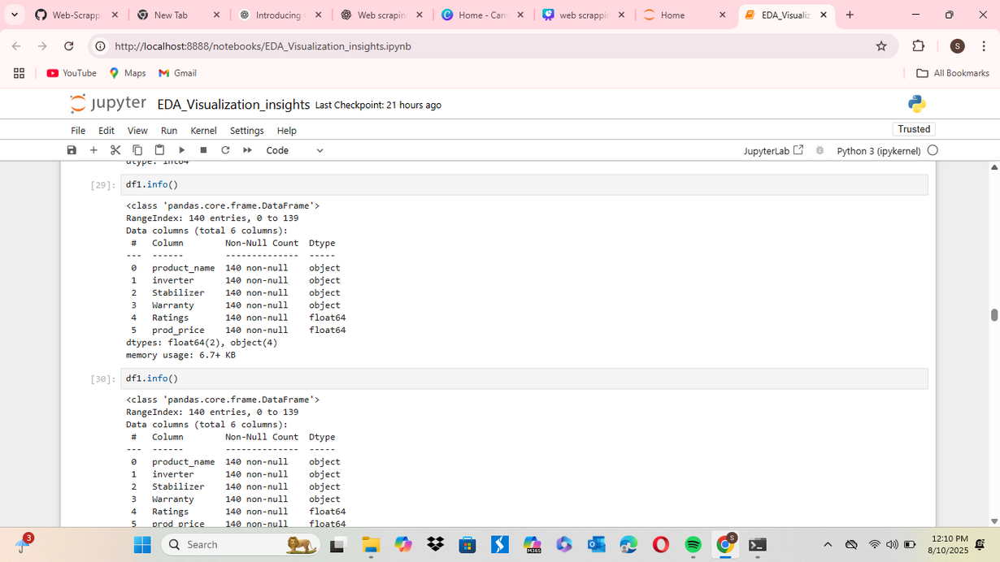 Web-Scrapp
New Tab
Introducing
Web scrapin
Home - Can
web scrappi
Home
EDA_Visualiz
http://localhost:8888/notebooks/EDA_Visualization_insights.ipynb
S
YouTube
Maps
Gmail
All Bookmarks
jupyter EDA_Visualization_insights Last Checkpoint: 21 hours ago
File Edit View Run Kernel Settings Help
Trusted
Code
JupyterLab
Python 3 (ipykernel)
dtype: int64
[29]: df1.info()
<class 'pandas.core.frame.DataFrame'>
RangeIndex: 140 entries, 0 to 139
Data columns (total 6 columns):
# Column Non-Null Count Dtype
--- ------ -------------- -----
0 product_name 140 non-null object
1 inverter 140 non-null object
2 Stabilizer 140 non-null object
3 Warranty 140 non-null object
4 Ratings 140 non-null float64
5 prod_price 140 non-null float64
dtypes: float64(2), object(4)
memory usage: 6.7+ KB
[30]: df1.info()
<class 'pandas.core.frame.DataFrame'>
RangeIndex: 140 entries, 0 to 139
Data columns (total 6 columns):
# Column Non-Null Count Dtype
--- ------ -------------- -----
0 product_name 140 non-null object
1 inverter 140 non-null object
2 Stabilizer 140 non-null object
3 Warranty 140 non-null object
4 Ratings 140 non-null float64
5 prod_price 140 non-null float64
3
Search
M365
S
12:10 PM
8/10/2025